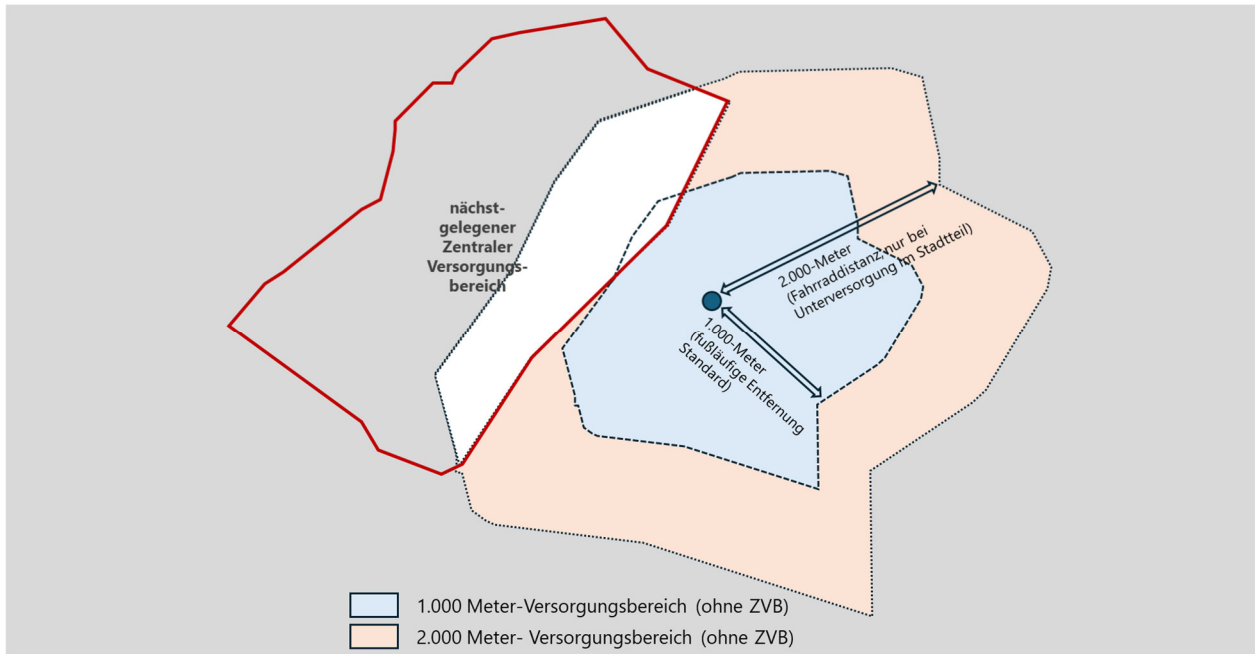 nächst-
gelegener
Zentraler
Versorgungs-
bereich
2.000-Meter
(Fahrraddistanz, nur bei
Unterversorgung im Stadtteil)
1.000-Meter
(fußläufige Entfernung
Standard)
1.000 Meter-Versorgungsbereich (ohne ZVB)
2.000 Meter- Versorgungsbereich (ohne ZVB)